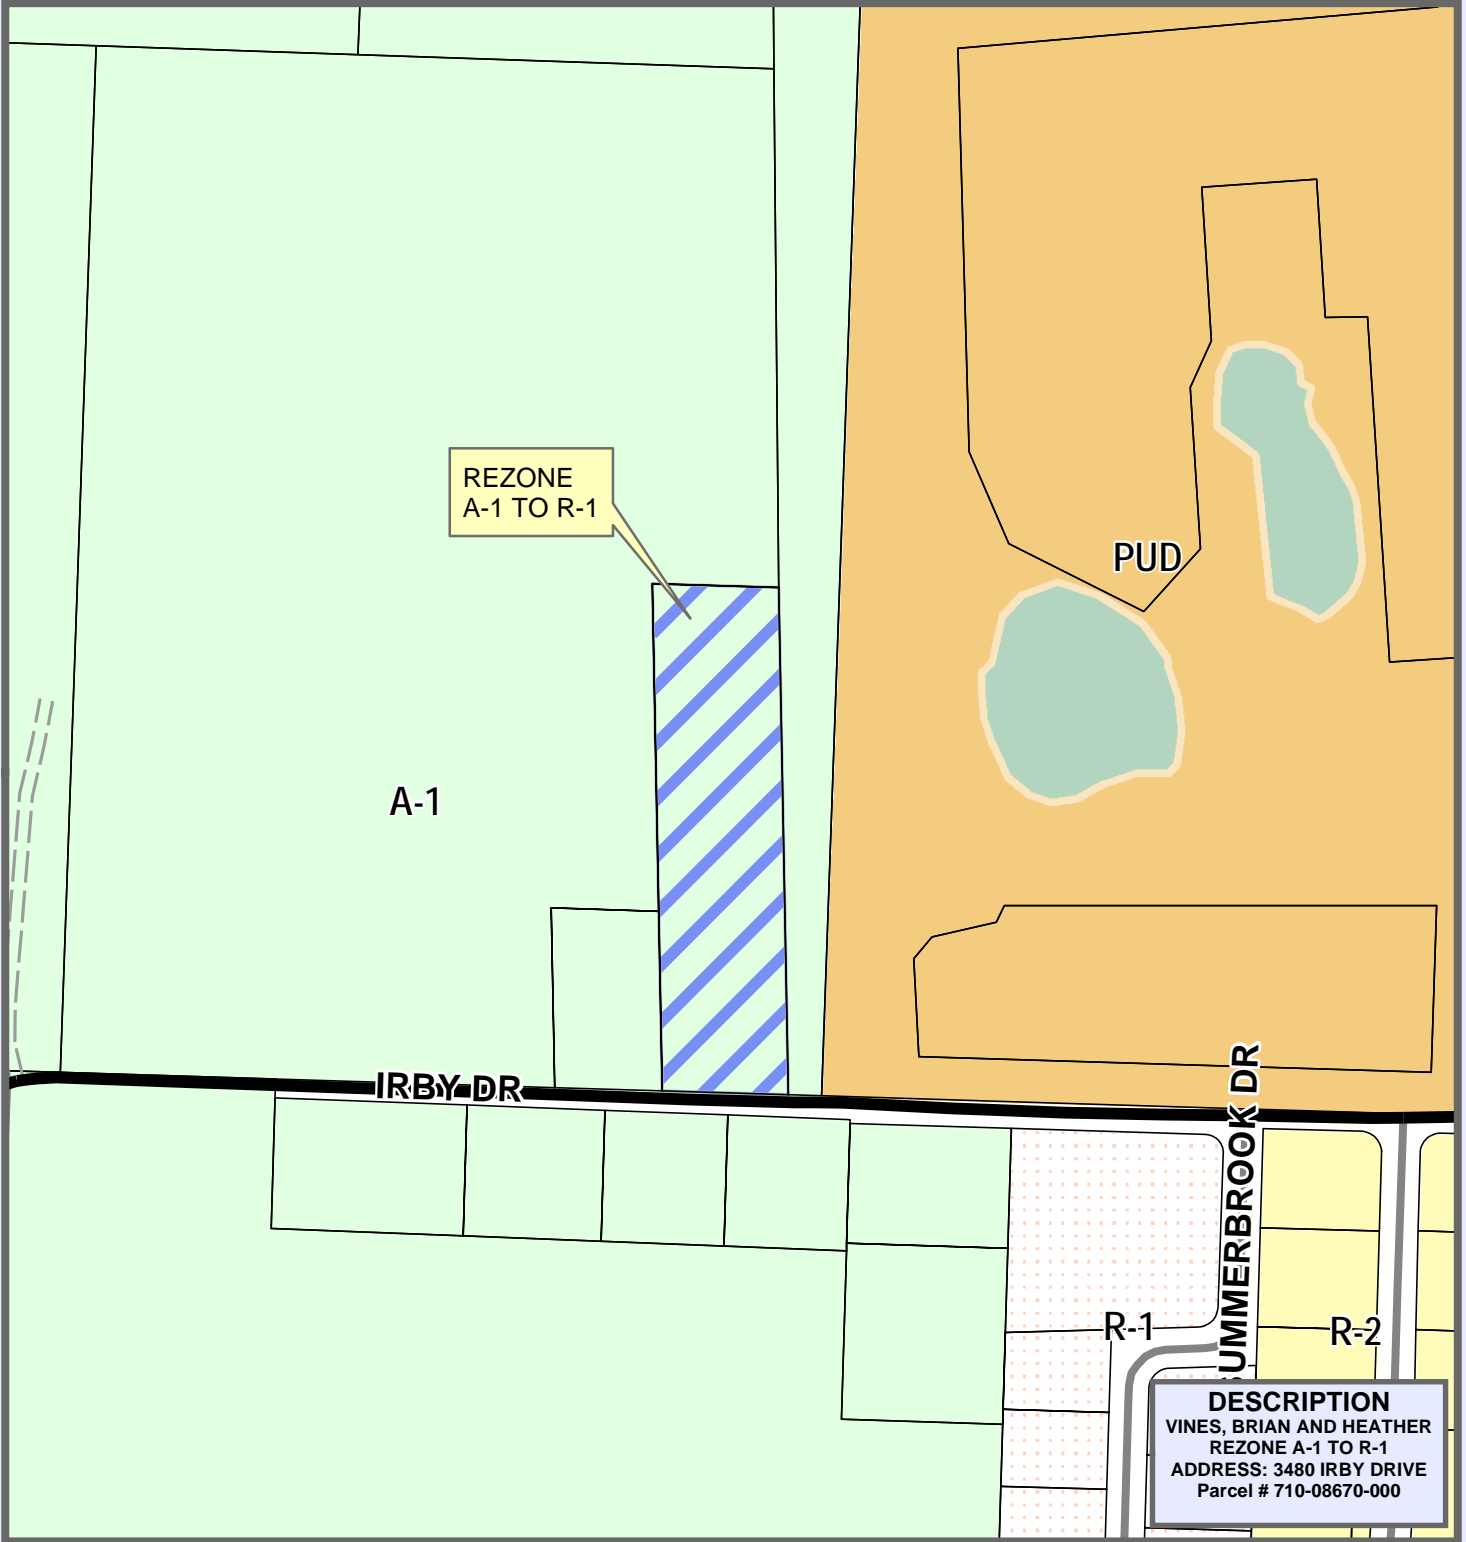 REZONE
A-1 TO R-1
PUD
A-1
IRBY DR
SUMMERBROOK DR
R-1
R-2
DESCRIPTION
VINES, BRIAN AND HEATHER
REZONE A-1 TO R-1
ADDRESS: 3480 IRBY DRIVE
Parcel # 710-08670-000